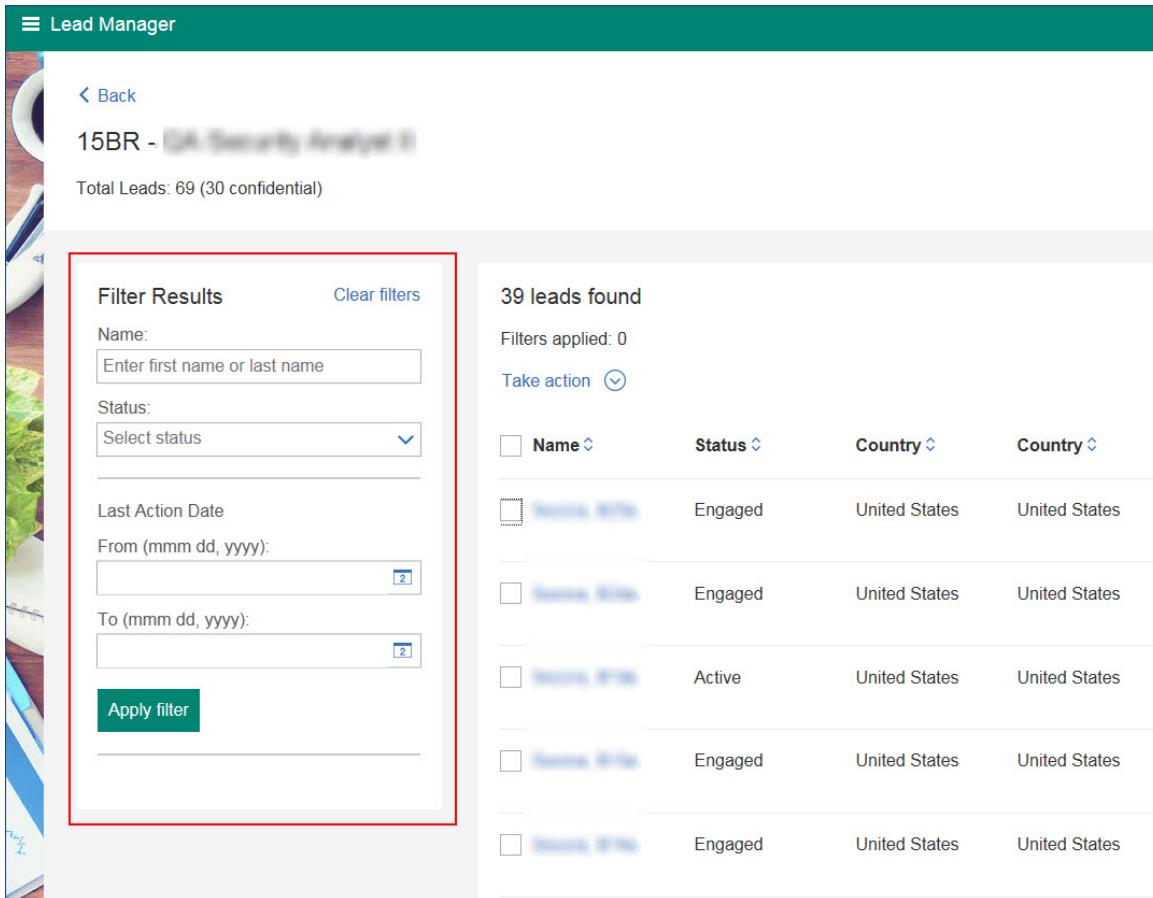 Lead Manager
Back
15BR -
Total Leads: 69 (30 confidential)
Filter Results
Clear filters
Name:
Enter first name or last name
Status:
Select status
Last Action Date
From (mmm dd, yyyy):
2
To (mmm dd, yyyy):
2
Apply filter
39 leads found
Filters applied: 0
Take action
Name Status Country Country
Engaged United States United States
Engaged United States United States
Active United States United States
Engaged United States United States
Engaged United States United States